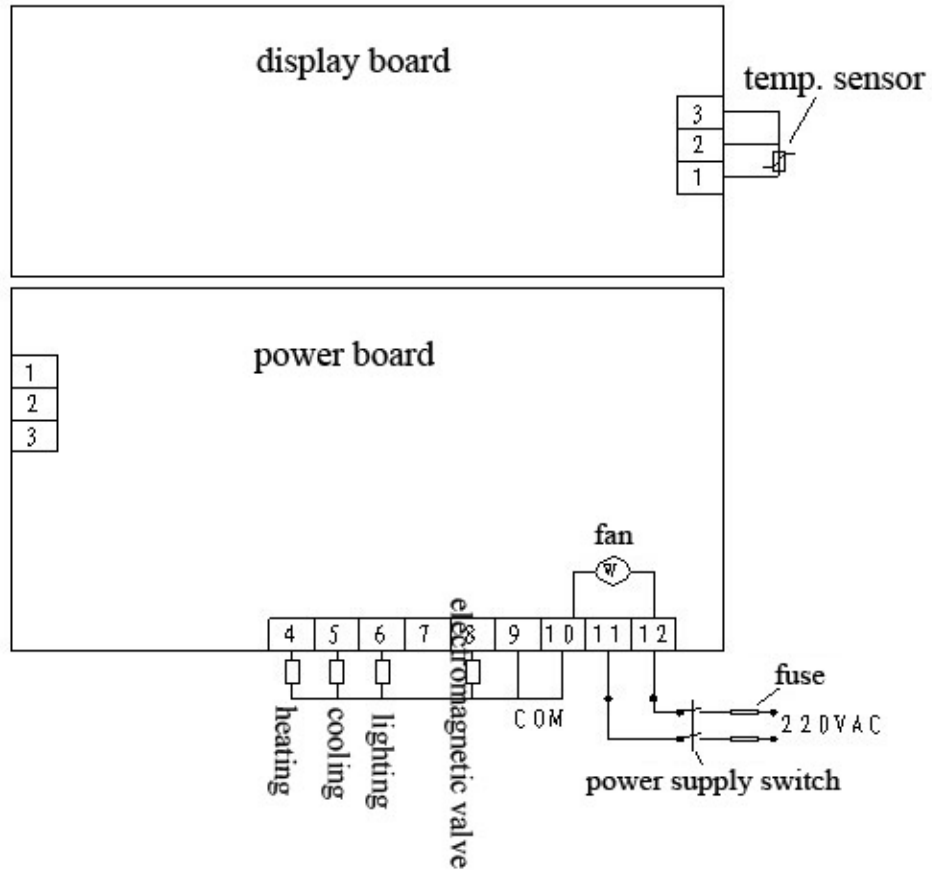 display board
temp. sensor
3
2
1
power board
1
2
3
fan
4 5 6 7 8 9 10 11 12
heating
cooling
lighting
electromagnetic valve
COM
fuse
220VAC
power supply switch